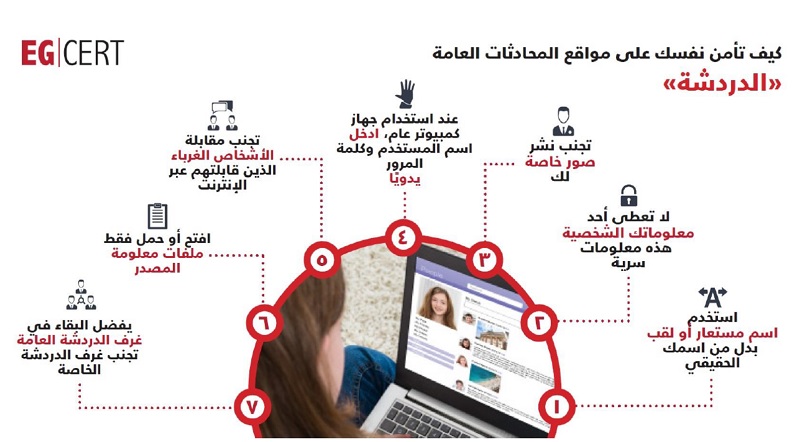 EG|CERT
كيف تأمن نفسك على مواقع المحادثات العامة
«الدردشة»
١
استخدم
اسم مستعار أو لقب
بدل من اسمك
الحقيقي
٢
لا تعطى أحد
معلوماتك الشخصية
هذه معلومات
سرية
٣
تجنب نشر
صور خاصة
لك
٤
عند استخدام جهاز
كمبيوتر عام، ادخل
اسم المستخدم وكلمة
المرور
يدويًا
٥
تجنب مقابلة
الأشخاص الغرباء
الذين قابلتهم عبر
الإنترنت
٦
افتح أو حمل فقط
ملفات معلومة
المصدر
٧
يفضل البقاء في
غرف الدردشة العامة
تجنب غرف الدردشة
الخاصة